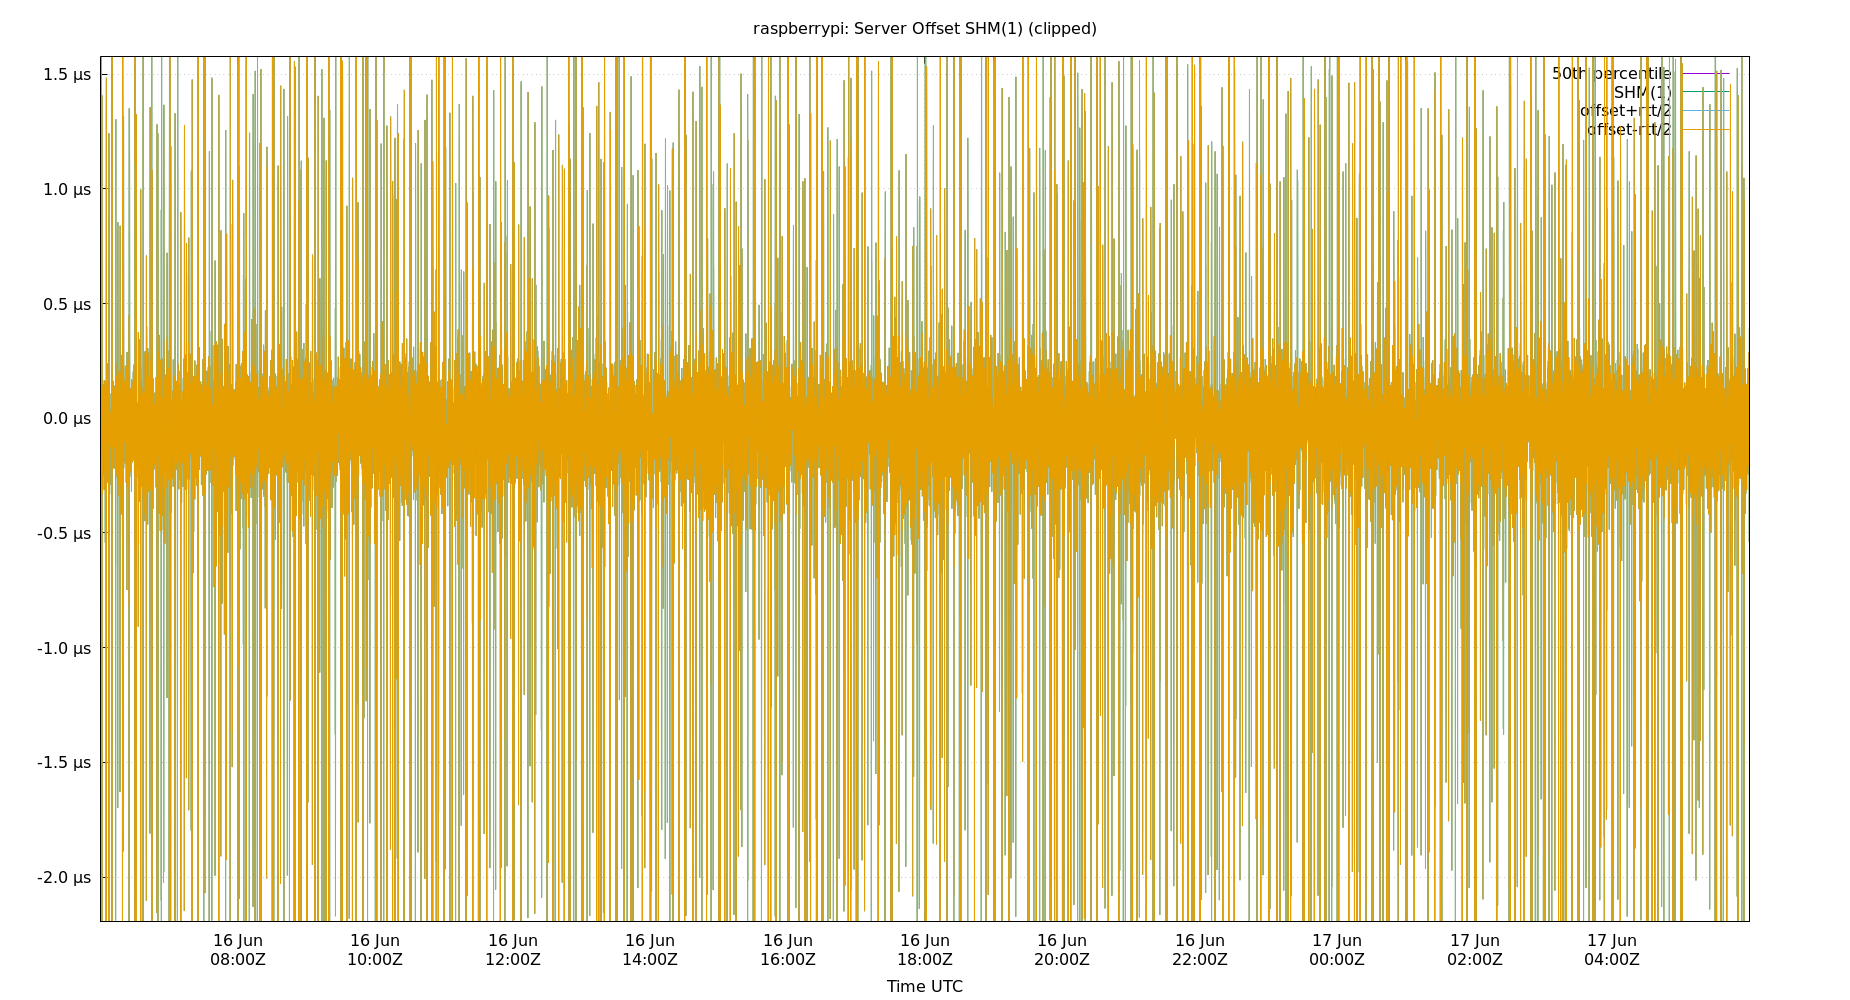 raspberrypi: Server Offset SHM(1) (clipped)
1.5 µs
1.0 µs
0.5 µs
0.0 µs
-0.5 µs
-1.0 µs
-1.5 µs
-2.0 µs
50th percentile
SHM(1)
offset+rtt/2
offset-rtt/2
16 Jun 16 Jun 16 Jun 16 Jun 16 Jun 16 Jun 16 Jun 16 Jun 17 Jun 17 Jun 17 Jun
08:00Z 10:00Z 12:00Z 14:00Z 16:00Z 18:00Z 20:00Z 22:00Z 00:00Z 02:00Z 04:00Z
Time UTC